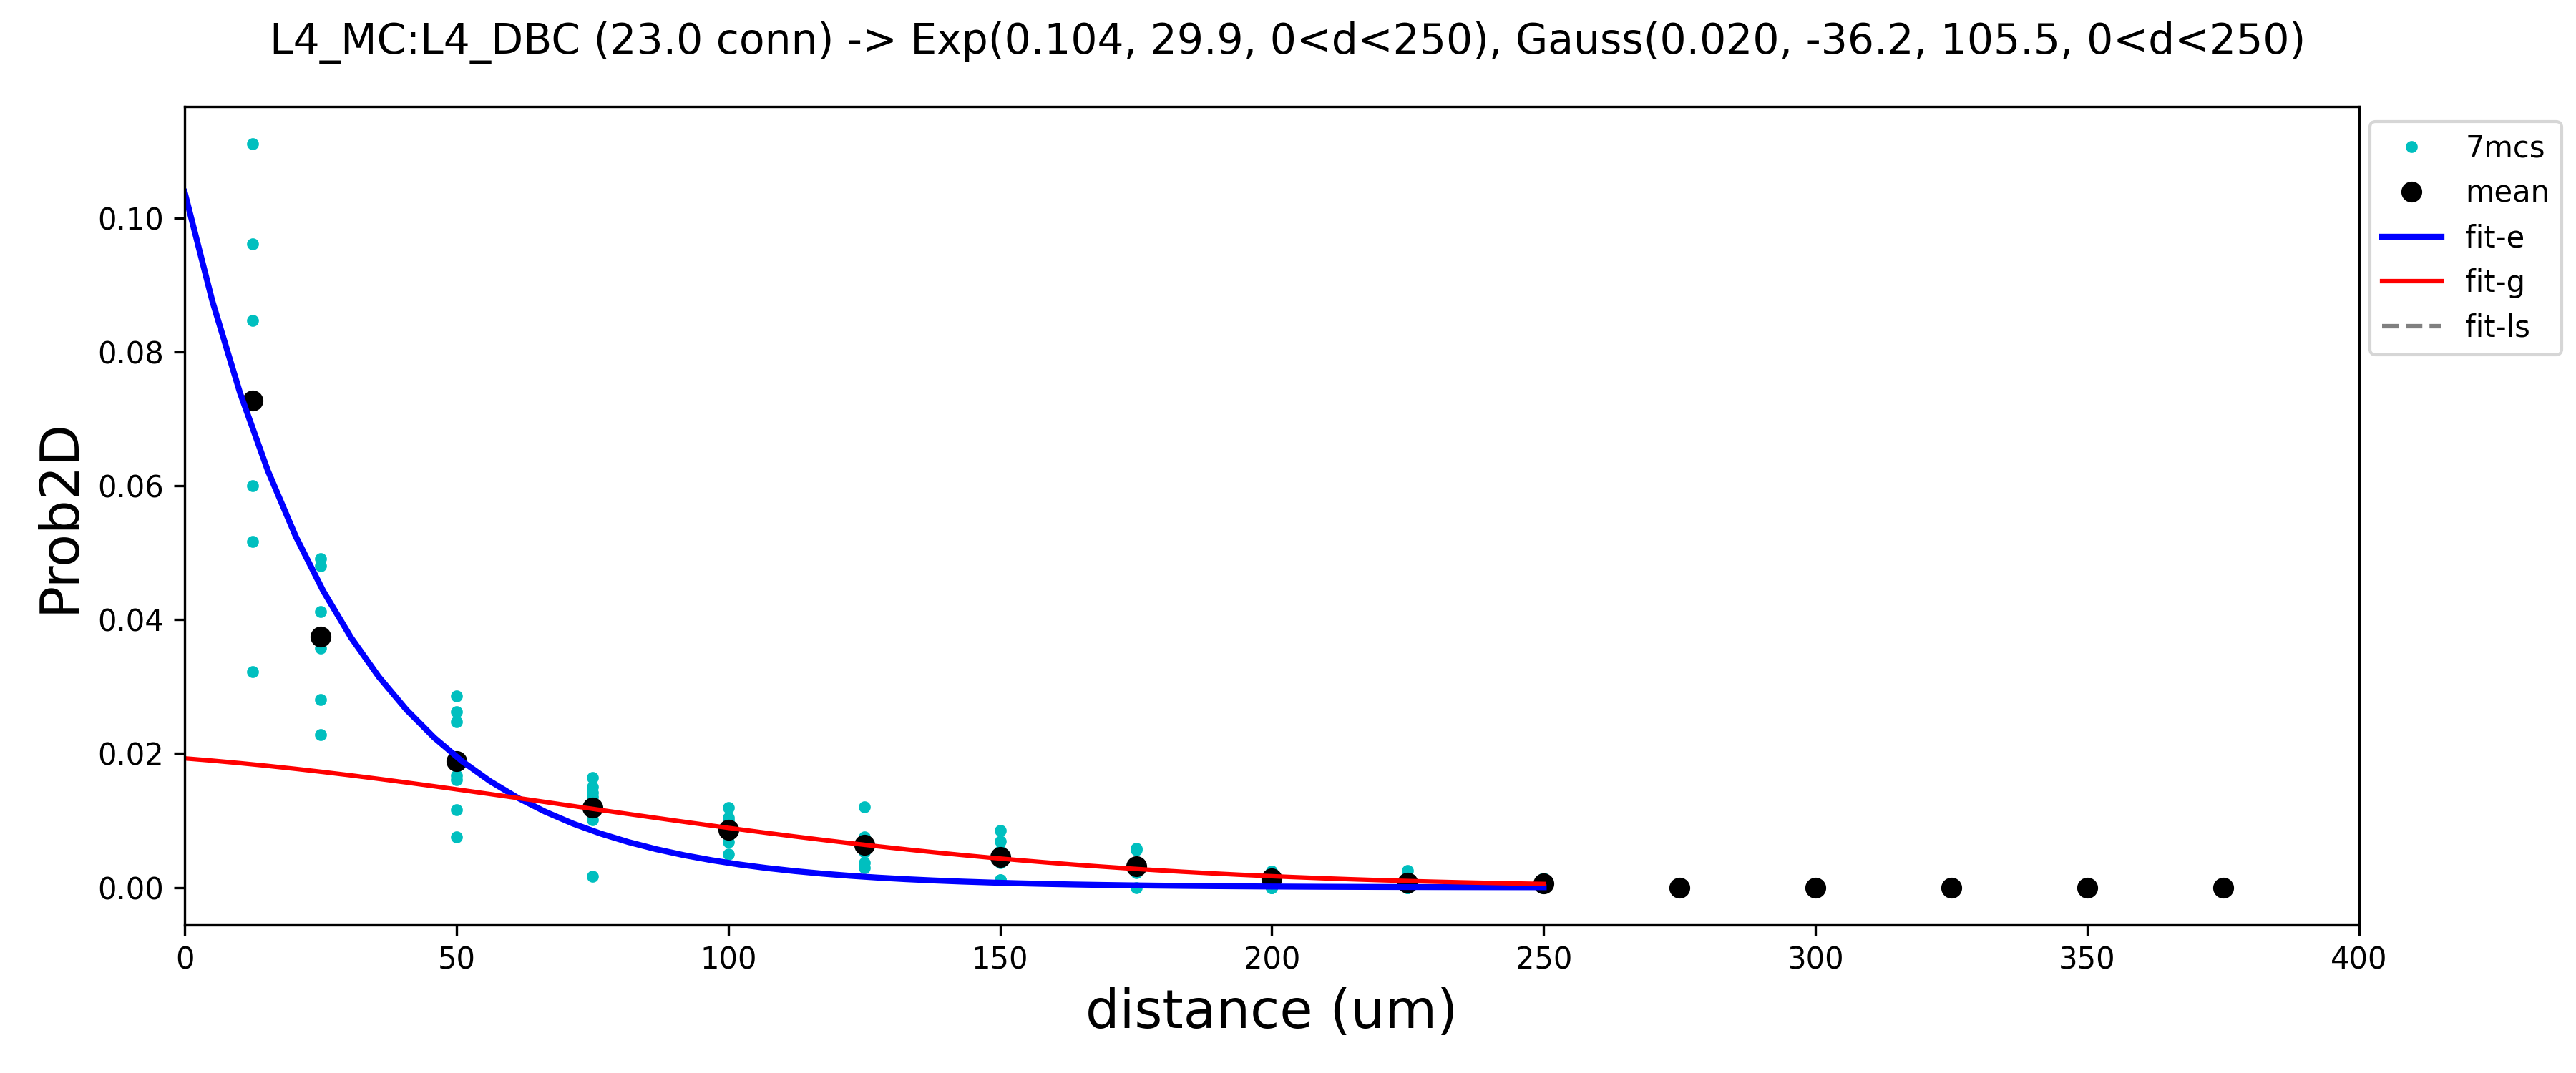 L4_MC:L4_DBC (23.0 conn) -> Exp(0.104, 29.9, 0<d<250), Gauss(0.020, -36.2, 105.5, 0<d<250)
7mcs
mean
fit-e
fit-g
fit-ls
Prob2D
0.10
0.08
0.06
0.04
0.02
0.00
0 50 100 150 200 250 300 350 400
distance (um)